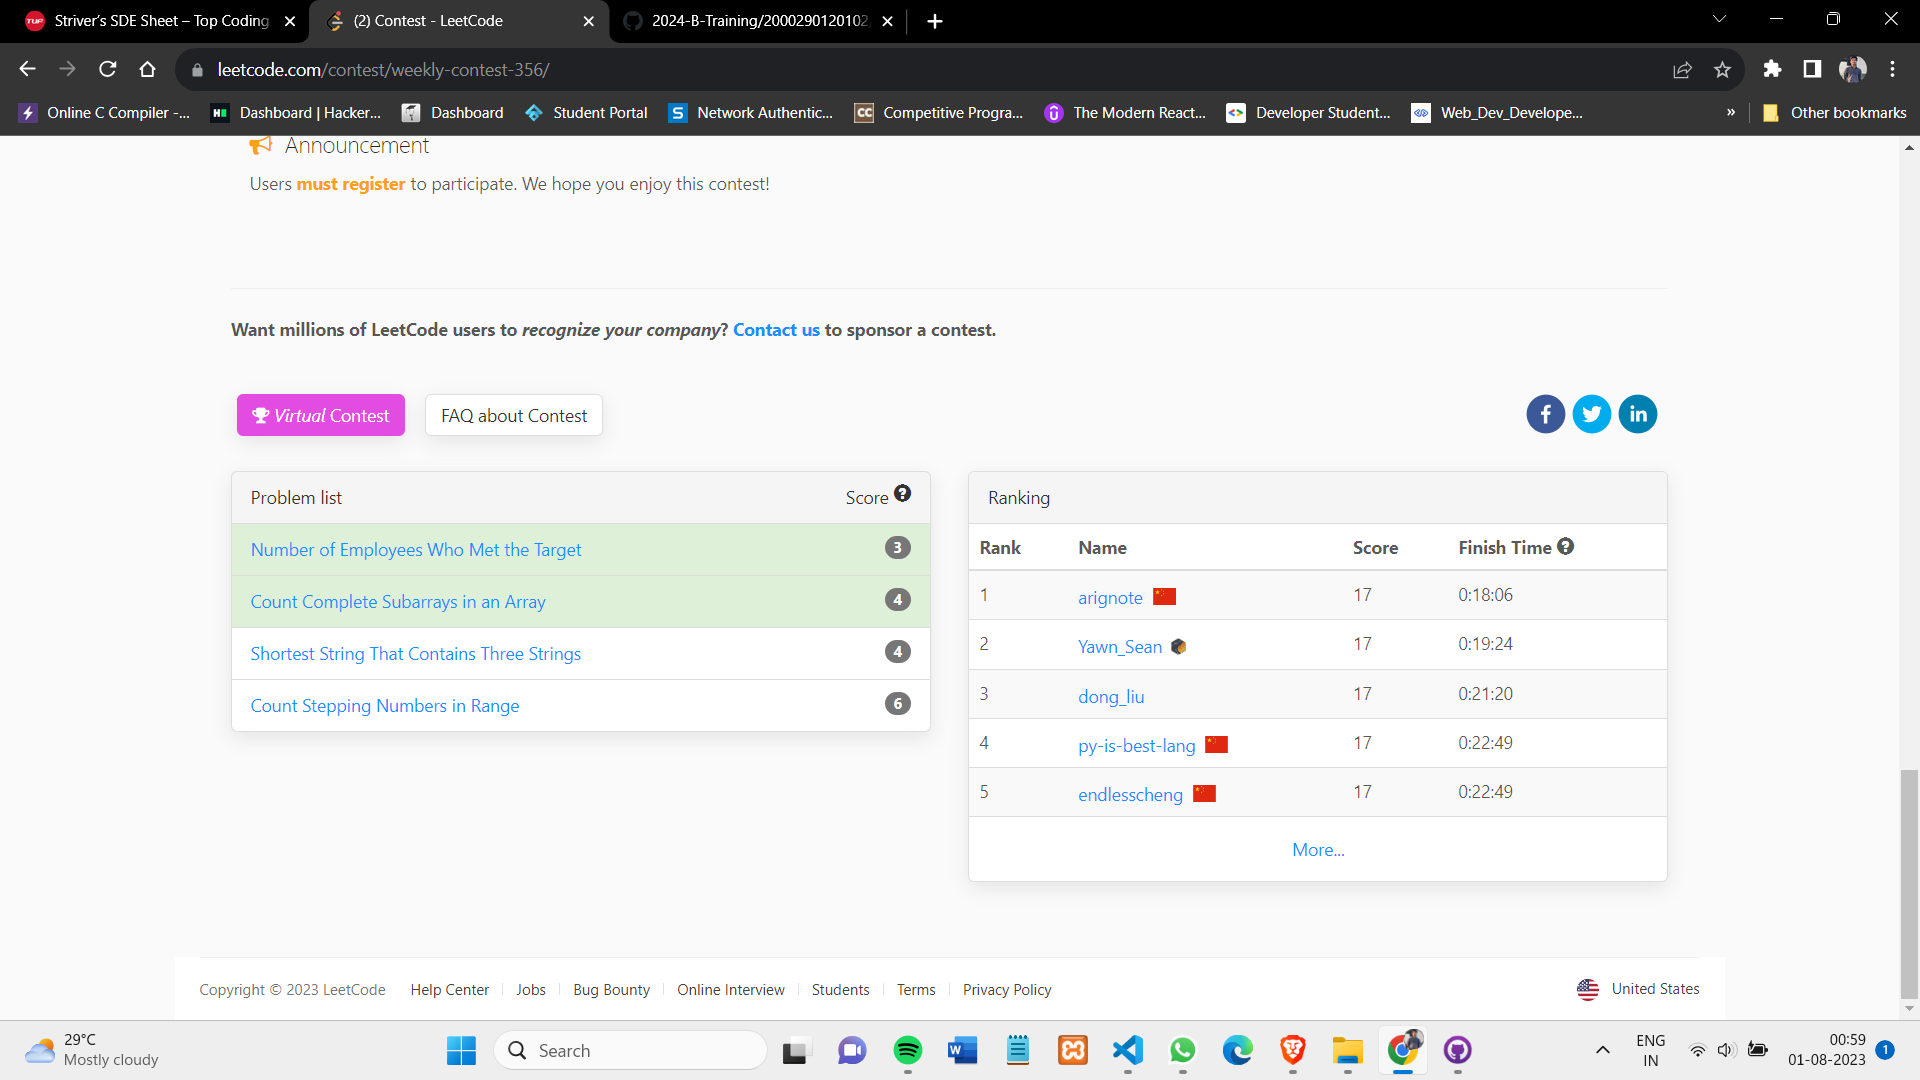 Striver's SDE Sheet – Top Coding
(2) Contest - LeetCode
2024-B-Training/2000290120102
leetcode.com/contest/weekly-contest-356/
Online C Compiler -...
Dashboard | Hacker...
Dashboard
Student Portal
Network Authentic...
Competitive Progra...
The Modern React...
Developer Student...
Web_Dev_Develope...
»
Other bookmarks
Announcement
Users must register to participate. We hope you enjoy this contest!
Want millions of LeetCode users to recognize your company? Contact us to sponsor a contest.
Virtual Contest
FAQ about Contest
Problem list Score
Number of Employees Who Met the Target 3
Count Complete Subarrays in an Array 4
Shortest String That Contains Three Strings 4
Count Stepping Numbers in Range 6
Ranking
Rank Name Score Finish Time
1 arignote 17 0:18:06
2 Yawn_Sean 17 0:19:24
3 dong_liu 17 0:21:20
4 py-is-best-lang 17 0:22:49
5 endlesscheng 17 0:22:49
More...
Copyright © 2023 LeetCode Help Center Jobs Bug Bounty Online Interview Students Terms Privacy Policy
United States
29°C
Mostly cloudy
Search
ENG
IN
00:59
01-08-2023
1